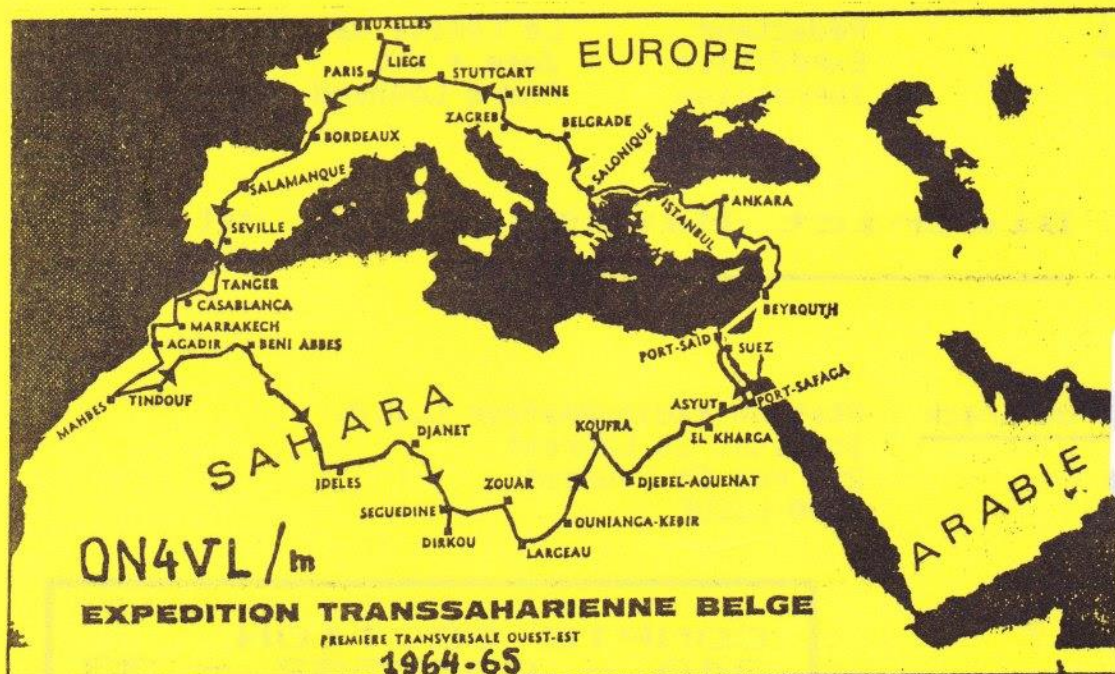 BRUXELLES
EUROPE
LIEGE
PARIS
STUTTGART
VIENNE
ZAGREB
BELGRADE
BORDEAUX
SALONIQUE
SALAMANQUE
ANKARA
ISTANBUL
SEVILLE
TANGER
BEYROUTH
CASABLANCA
MARRAKECH
PORT-SAÏD
AGADIR
BENI ABBES
SUEZ
MAHBES
TINDOUF
PORT-SAFAGA
ASYUT
SAHARA
DJANET
KOUFRA
EL KHARGA
IDELES
ZOUAR
DJEBEL-AOUENAT
ARABIE
SEGUEDINE
OUNIANGA-KEBIR
DIRKOU
LARGEAU
ON4VL/m
EXPEDITION TRANSSAHARIENNE BELGE
PREMIERE TRANSVERSALE OUEST-EST
1964-65